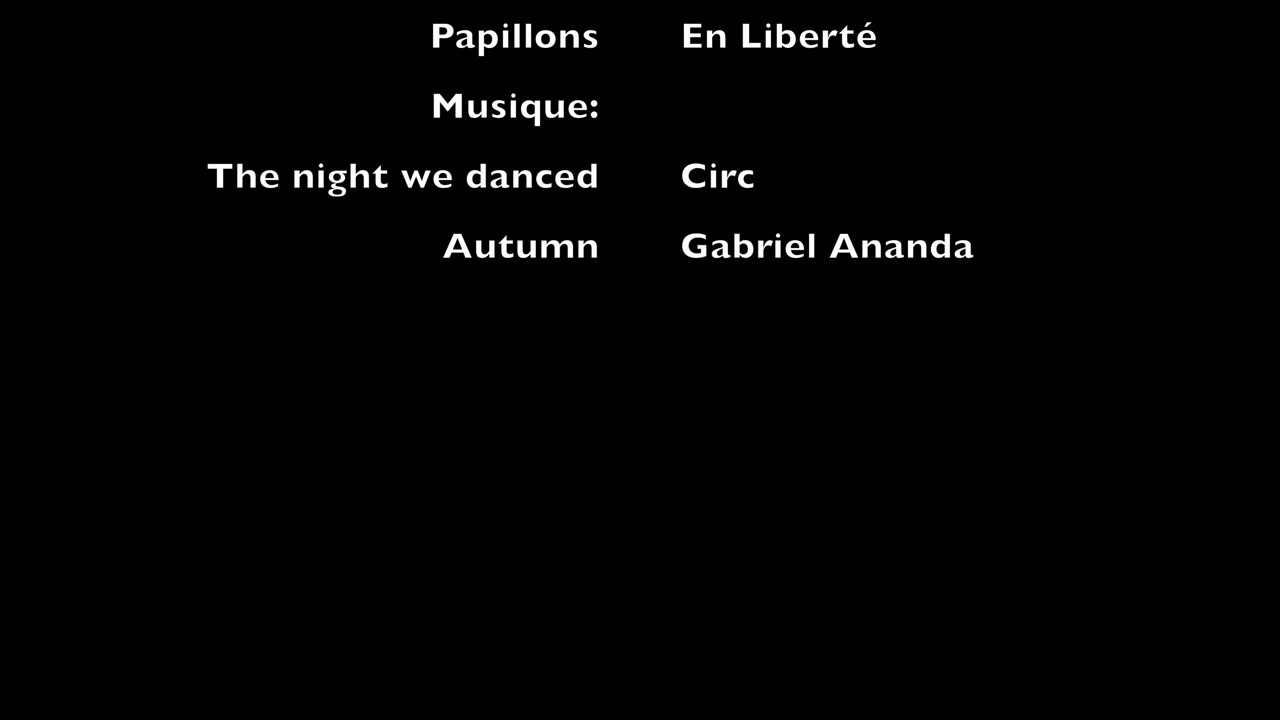 Papillons En Liberté
Musique:
The night we danced Circ
Autumn Gabriel Ananda